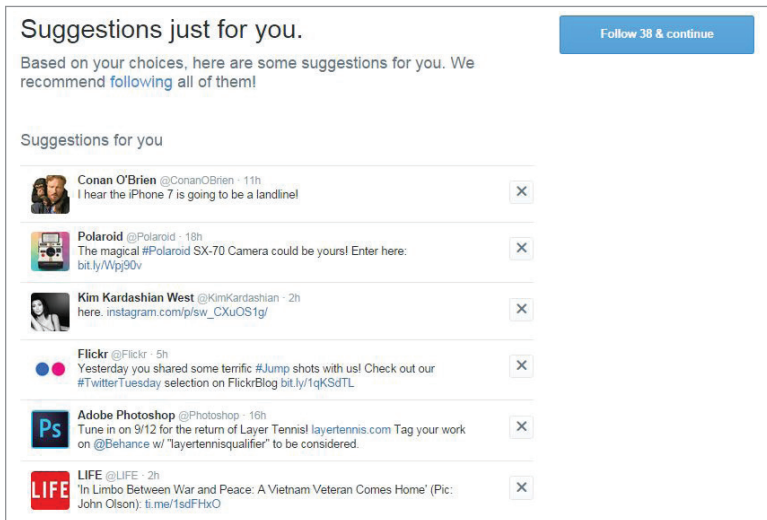 Suggestions just for you.
Follow 38 & continue
Based on your choices, here are some suggestions for you. We
recommend following all of them!
Suggestions for you
Conan O'Brien @ConanOBrien · 11h
I hear the iPhone 7 is going to be a landline!
Polaroid @Polaroid · 18h
The magical #Polaroid SX-70 Camera could be yours! Enter here:
bit.ly/Wpj90v
Kim Kardashian West @KimKardashian · 2h
here. instagram.com/p/sw_CXuOS1g/
Flickr @Flickr · 5h
Yesterday you shared some terrific #Jump shots with us! Check out our
#TwitterTuesday selection on FlickrBlog bit.ly/1qKSdTL
Ps
Adobe Photoshop @Photoshop · 16h
Tune in on 9/12 for the return of Layer Tennis! layertennis.com Tag your work
on @Behance w/ "layertennisqualifier" to be considered.
LIFE
LIFE @LIFE · 2h
'In Limbo Between War and Peace: A Vietnam Veteran Comes Home' (Pic:
John Olson): ti.me/1sdFHxO